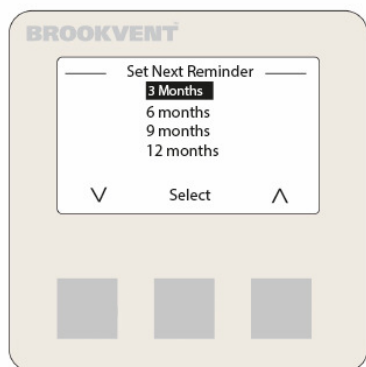 BROOKVENT
Set Next Reminder
3 Months
6 months
9 months
12 months
Select